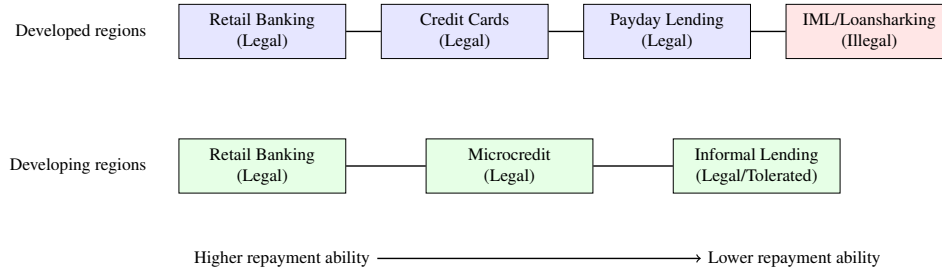 Developed regions
Retail Banking
(Legal)
Credit Cards
(Legal)
Payday Lending
(Legal)
IML/Loansharking
(Illegal)
Developing regions
Retail Banking
(Legal)
Microcredit
(Legal)
Informal Lending
(Legal/Tolerated)
Higher repayment ability
Lower repayment ability